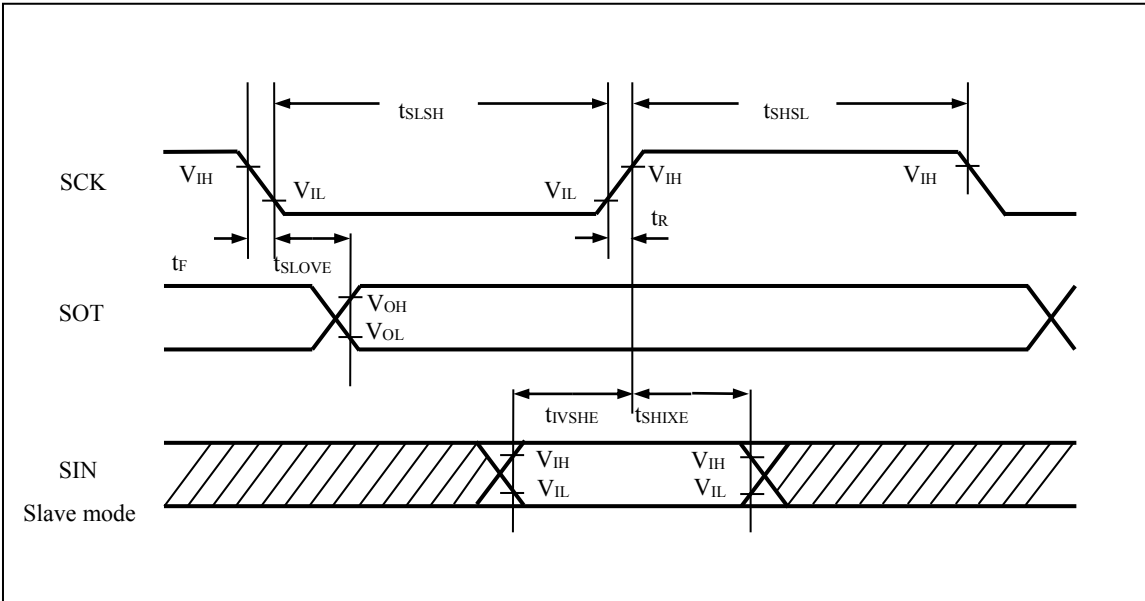 tSLSH
tSHSL
SCK
VIH
VIL
VIL
VIH
VIH
tR
tF
tSLOVE
SOT
VOH
VOL
tIVSHE
tSHIXE
SIN
VIH
VIH
VIL
VIL
Slave mode